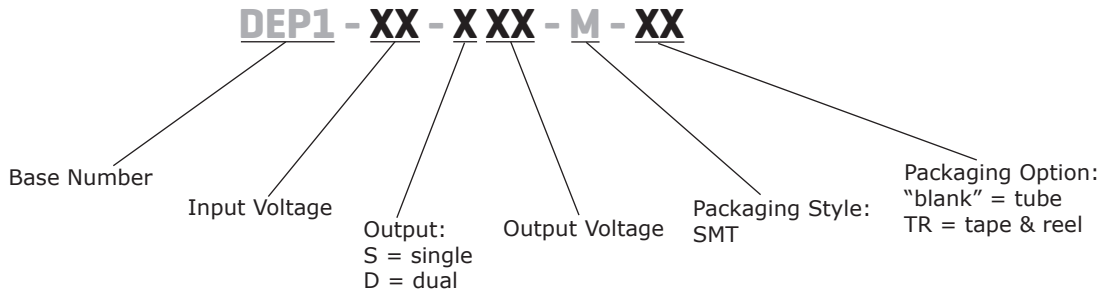 DEP1 - XX - X XX - M - XX
Base Number
Input Voltage
Output:
S = single
D = dual
Output Voltage
Packaging Style:
SMT
Packaging Option:
“blank” = tube
TR = tape & reel